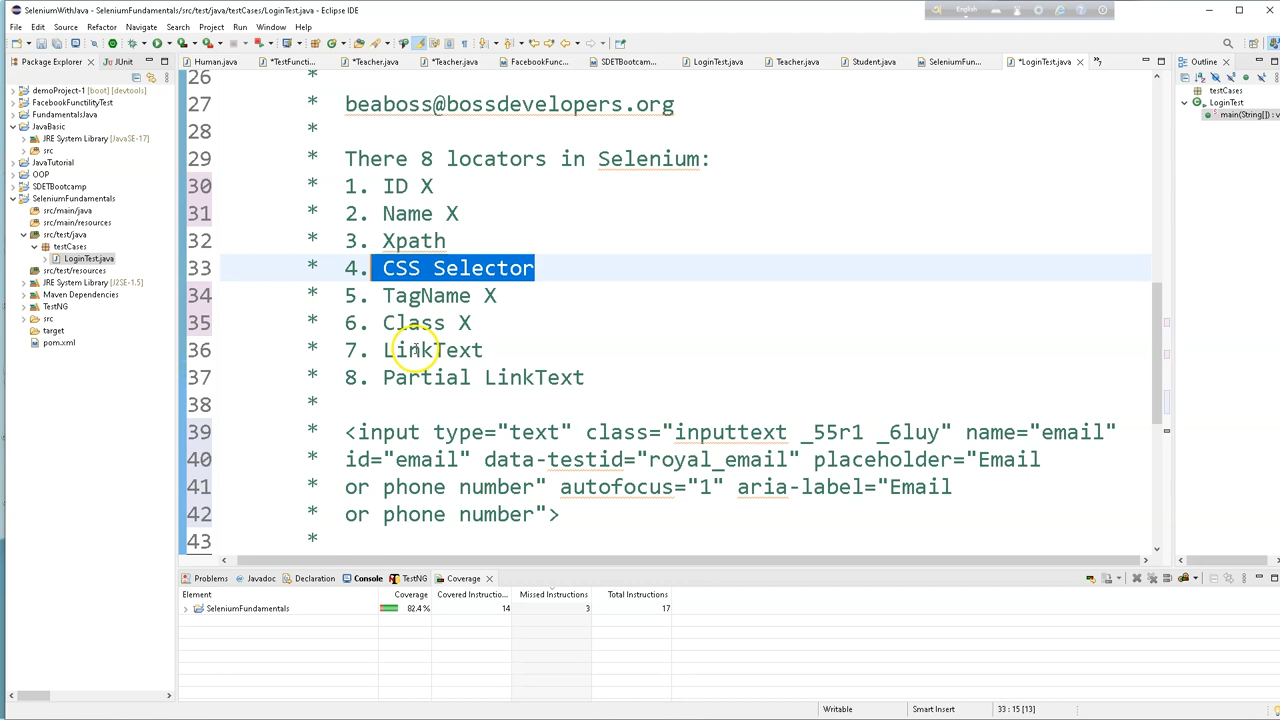 SeleniumWithJava - SeleniumFundamentals/src/test/java/testCases/LoginTest.java - Eclipse IDE
English
File Edit Source Refactor Navigate Search Project Run Window Help
Package Explorer JUnit
Human.java *TestFuncti... *Teacher.java *Teacher.java FacebookFunc... SDETBootcam... LoginTest.java Teacher.java Student.java SeleniumFun... *LoginTest.java
Outline
demoProject-1 [boot] [devtools]
FacebookFunctilityTest
FundamentalsJava
JavaBasic
JRE System Library [JavaSE-17]
src
JavaTutorial
OOP
SDETBootcamp
SeleniumFundamentals
src/main/java
src/main/resources
src/test/java
testCases
LoginTest.java
src/test/resources
JRE System Library [J2SE-1.5]
Maven Dependencies
TestNG
src
target
pom.xml
26 *
27 * beaboss@bossdevelopers.org
28 *
29 * There 8 locators in Selenium:
30 * 1. ID X
31 * 2. Name X
32 * 3. Xpath
33 * 4. CSS Selector
34 * 5. TagName X
35 * 6. Class X
36 * 7. LinkText
37 * 8. Partial LinkText
38 *
39 * <input type="text" class="inputtext _55r1 _6luy" name="email"
40 * id="email" data-testid="royal_email" placeholder="Email
41 * or phone number" autofocus="1" aria-label="Email
42 * or phone number">
43 *
testCases
LoginTest
main(String[]) : v
Problems Javadoc Declaration Console TestNG Coverage
Element Coverage Covered Instructio... Missed Instructions Total Instructions
SeleniumFundamentals 82.4 % 14 3 17
Writable Smart Insert 33 : 15 [13]